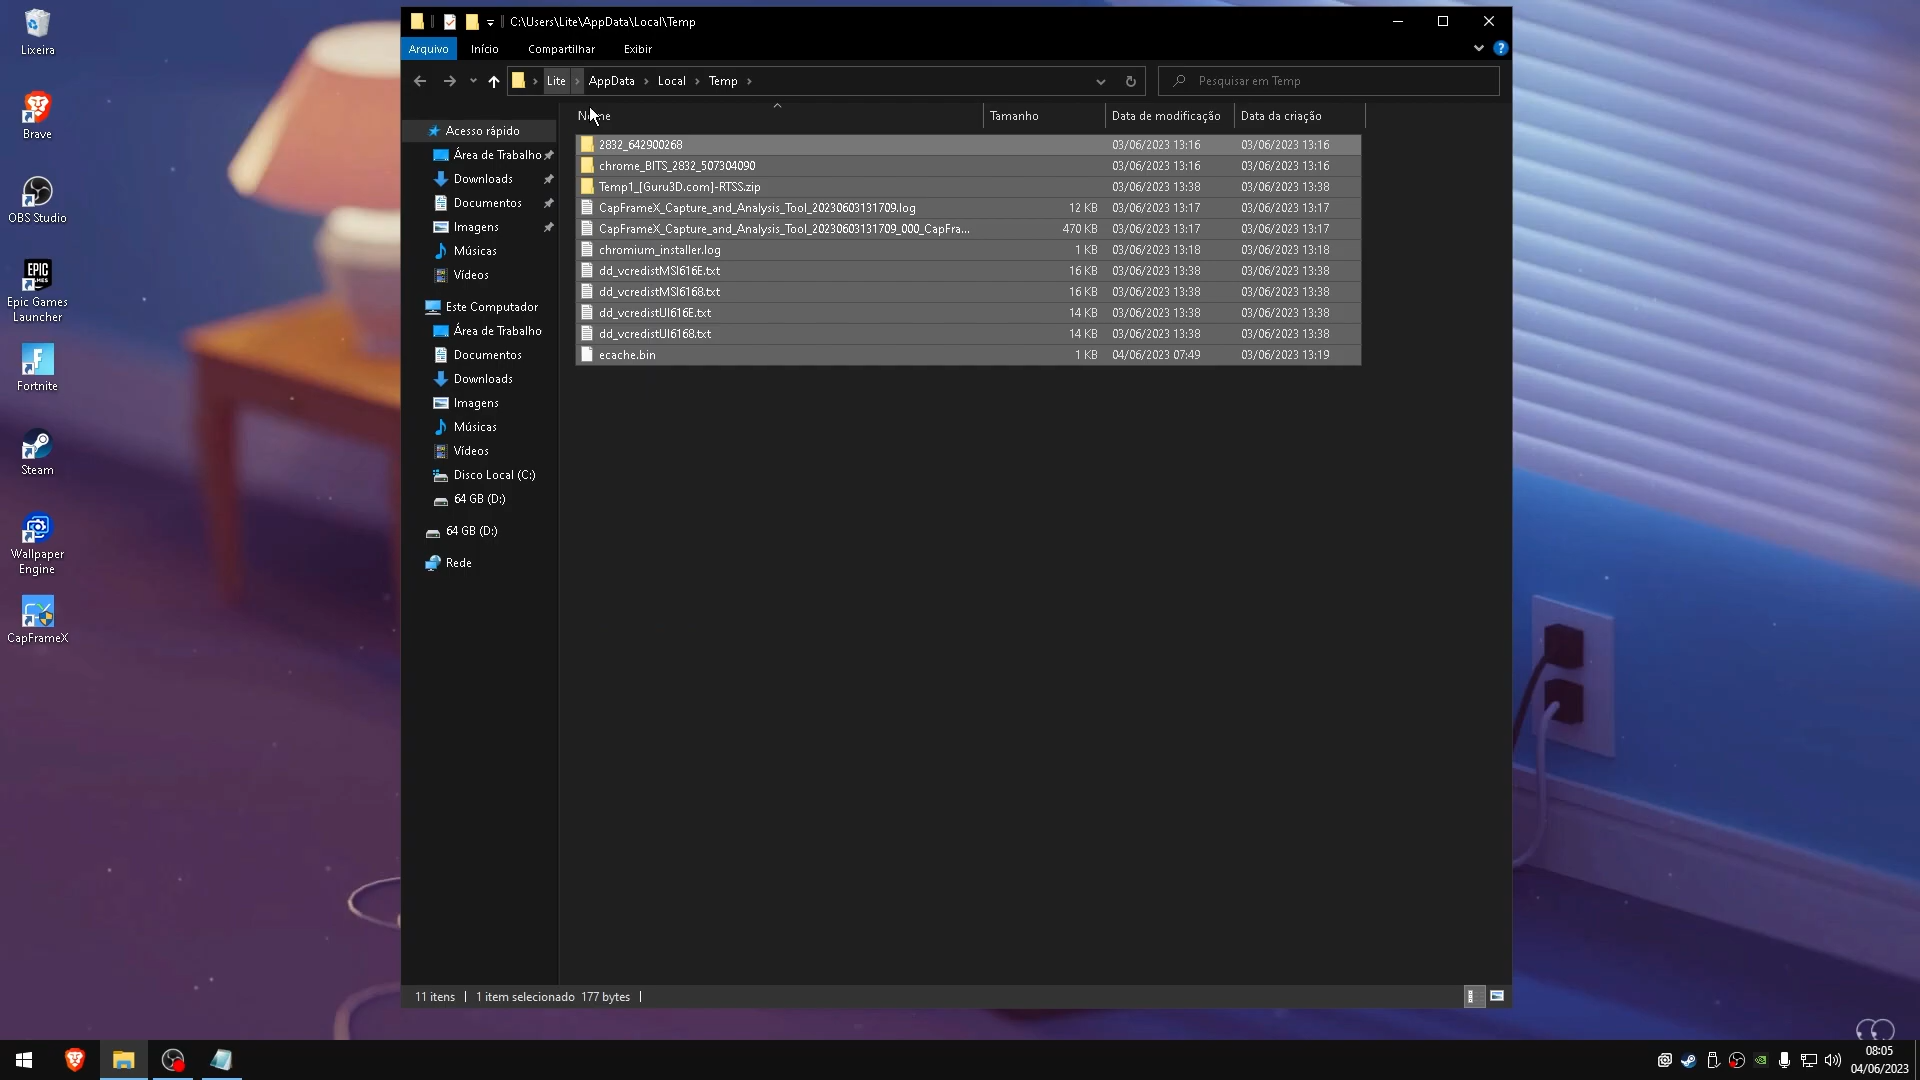 Lixeira
Brave
OBS Studio
EPIC
GAMES
Epic Games
Launcher
Fortnite
Steam
Wallpaper
Engine
CapFrameX
C:\Users\Lite\AppData\Local\Temp
Arquivo Início Compartilhar Exibir
Lite AppData Local Temp
Pesquisar em Temp
Acesso rápido
Área de Trabalho
Downloads
Documentos
Imagens
Músicas
Vídeos
Este Computador
Área de Trabalho
Documentos
Downloads
Imagens
Músicas
Vídeos
Disco Local (C:)
64 GB (D:)
64 GB (D:)
Rede
Nome Tamanho Data de modificação Data da criação
2832_642900268 03/06/2023 13:16 03/06/2023 13:16
chrome_BITS_2832_507304090 03/06/2023 13:16 03/06/2023 13:16
Temp1_[Guru3D.com]-RTSS.zip 03/06/2023 13:38 03/06/2023 13:38
CapFrameX_Capture_and_Analysis_Tool_20230603131709.log 12 KB 03/06/2023 13:17 03/06/2023 13:17
CapFrameX_Capture_and_Analysis_Tool_20230603131709_000_CapFra... 470 KB 03/06/2023 13:17 03/06/2023 13:17
chromium_installer.log 1 KB 03/06/2023 13:18 03/06/2023 13:18
dd_vcredistMSI616E.txt 16 KB 03/06/2023 13:38 03/06/2023 13:38
dd_vcredistMSI6168.txt 16 KB 03/06/2023 13:38 03/06/2023 13:38
dd_vcredistUI616E.txt 14 KB 03/06/2023 13:38 03/06/2023 13:38
dd_vcredistUI6168.txt 14 KB 03/06/2023 13:38 03/06/2023 13:38
ecache.bin 1 KB 04/06/2023 07:49 03/06/2023 13:19
11 itens 1 item selecionado 177 bytes
08:05
04/06/2023